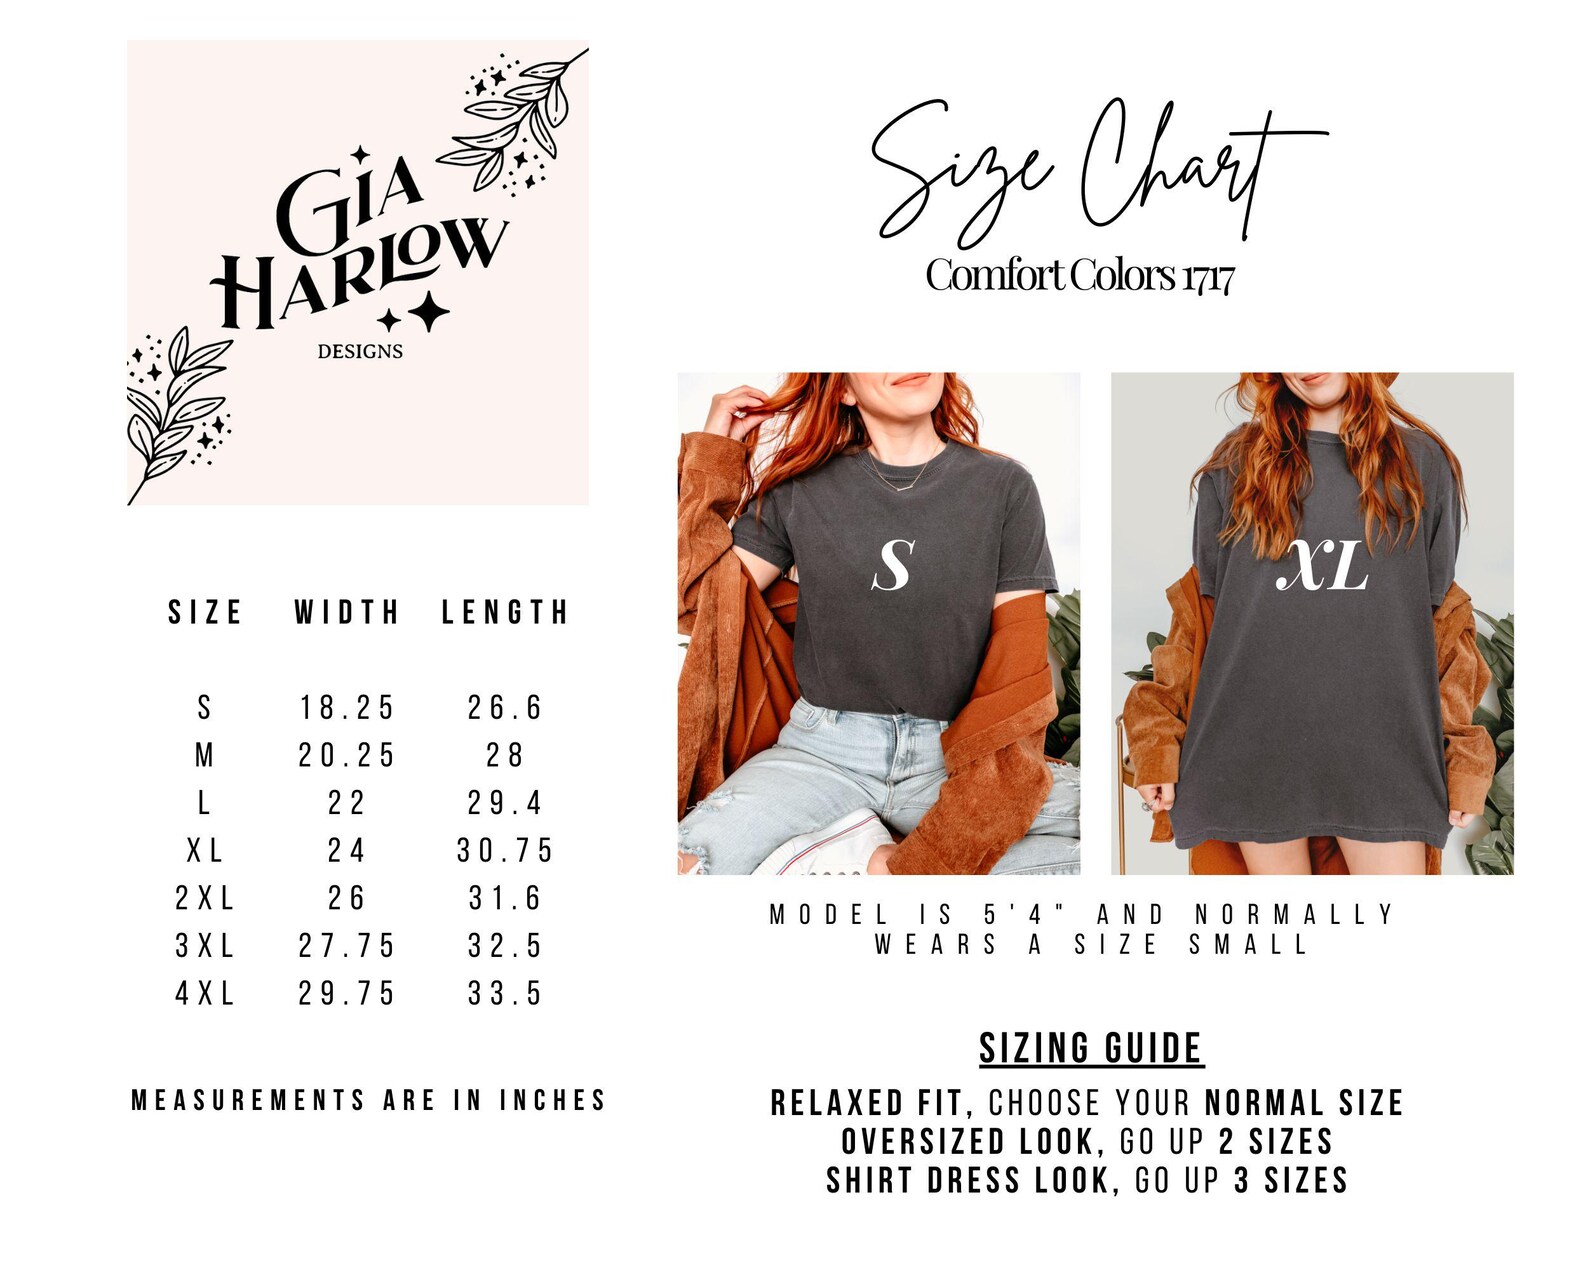 GIA
HARLOW
DESIGNS
Size Chart
Comfort Colors 1717
S
XL
SIZE WIDTH LENGTH
S 18.25 26.6
M 20.25 28
L 22 29.4
XL 24 30.75
2XL 26 31.6
3XL 27.75 32.5
4XL 29.75 33.5
MEASUREMENTS ARE IN INCHES
MODEL IS 5'4" AND NORMALLY
WEARS A SIZE SMALL
SIZING GUIDE
RELAXED FIT, CHOOSE YOUR NORMAL SIZE
OVERSIZED LOOK, GO UP 2 SIZES
SHIRT DRESS LOOK, GO UP 3 SIZES